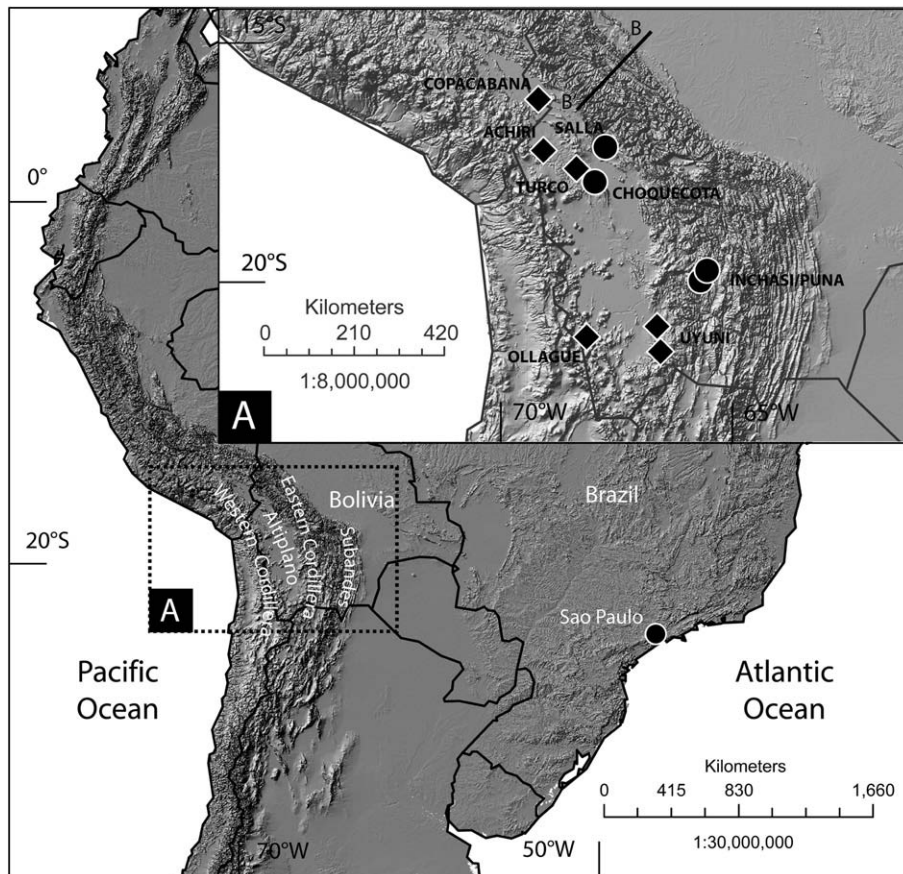 15°S
B
COPACABANA
B
ACHIRI
SALLA
TURCO
CHOQUECOTA
20°S
Kilometers
0 210 420
1:8,000,000
INCHASI/PUNA
UYUNI
OLLAGUE
A
70°W
65°W
0°
Bolivia
Brazil
Western Cordillera
Altiplano
Eastern Cordillera
Subandes
20°S
A
Sao Paulo
Pacific
Ocean
Atlantic
Ocean
Kilometers
0 415 830 1,660
1:30,000,000
70°W
50°W